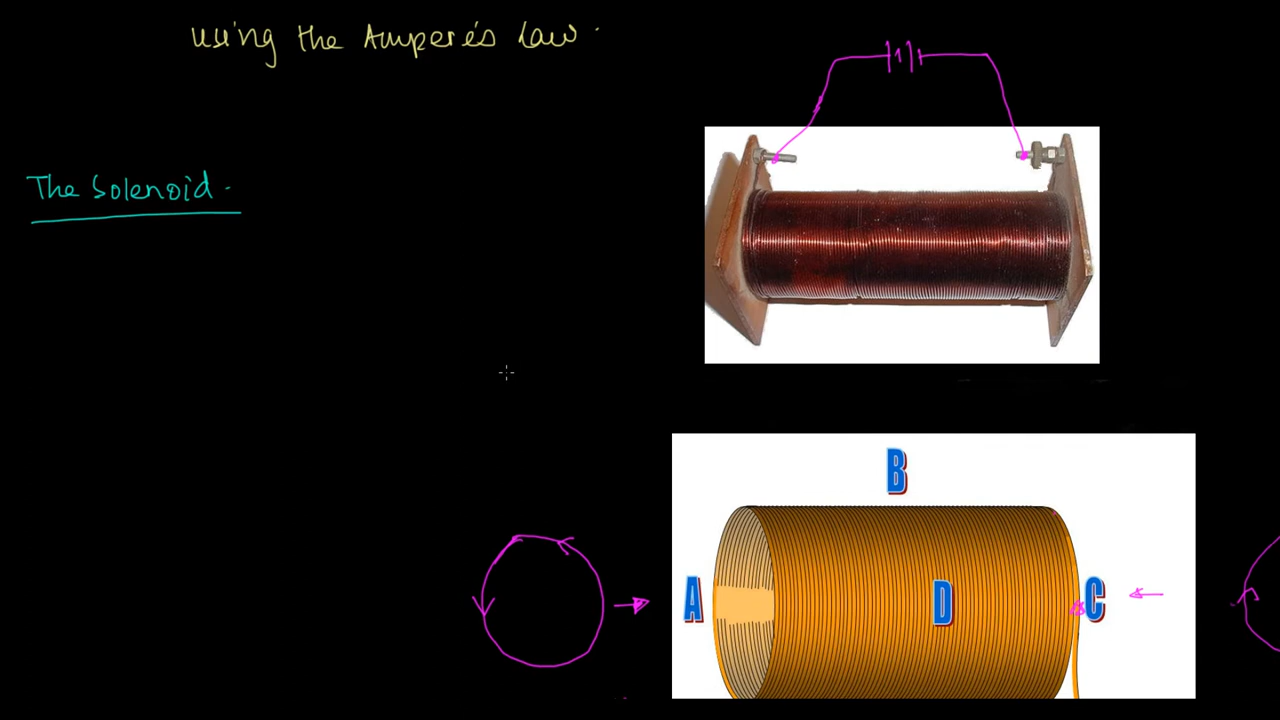 using the Ampere's Law.
The Solenoid.
B
A
D
C